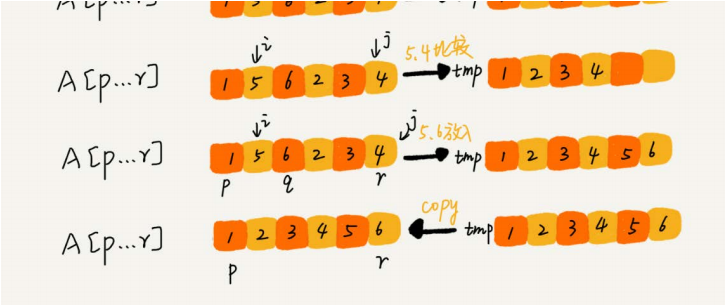 A[p...r] 1 5 6 2 3 4 i j 5.4比较 tmp 1 2 3 4
A[p...r] 1 5 6 2 3 4 i j 5.6放入 tmp 1 2 3 4 5 6
p q r
A[p...r] 1 2 3 4 5 6 copy tmp 1 2 3 4 5 6
p r